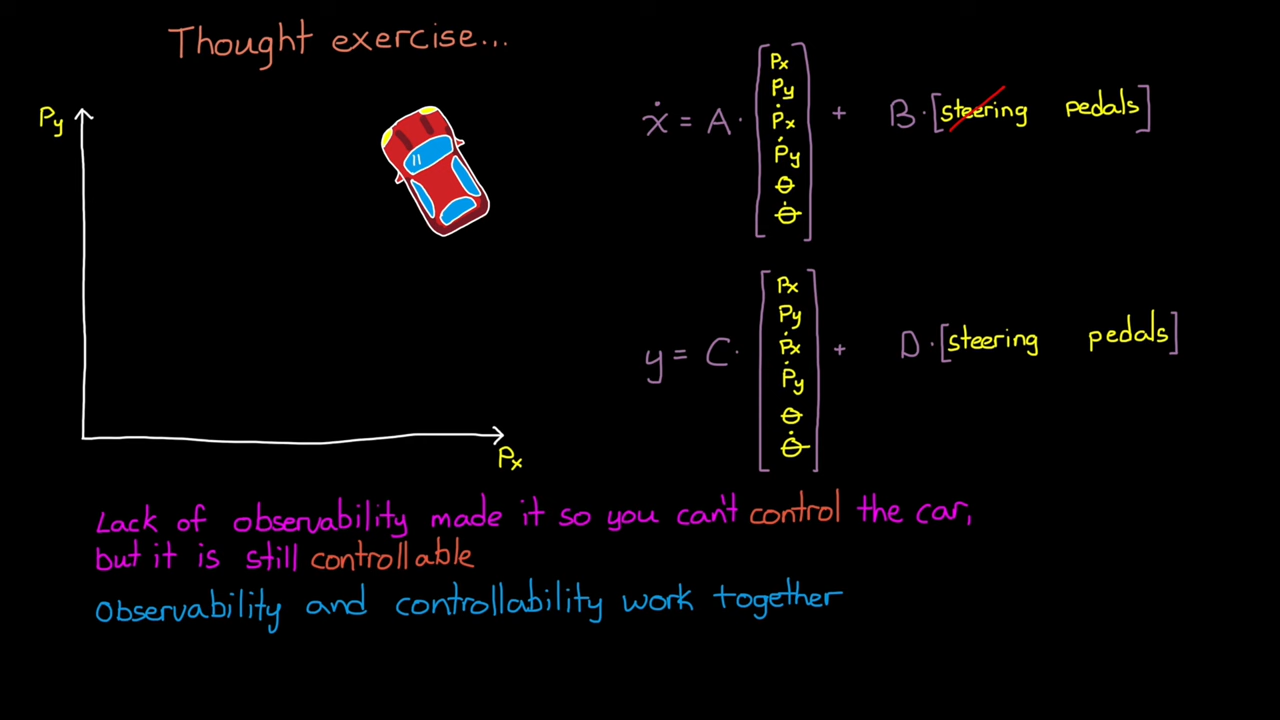 Thought exercise...
Py
Px
ẋ = A · [Px Py Ṗx Ṗy θ θ̇] + B · [steering pedals]
y = C · [Px Py Ṗx Ṗy θ θ̇] + D · [steering pedals]
Lack of observability made it so you can't control the car,
but it is still controllable
Observability and controllability work together